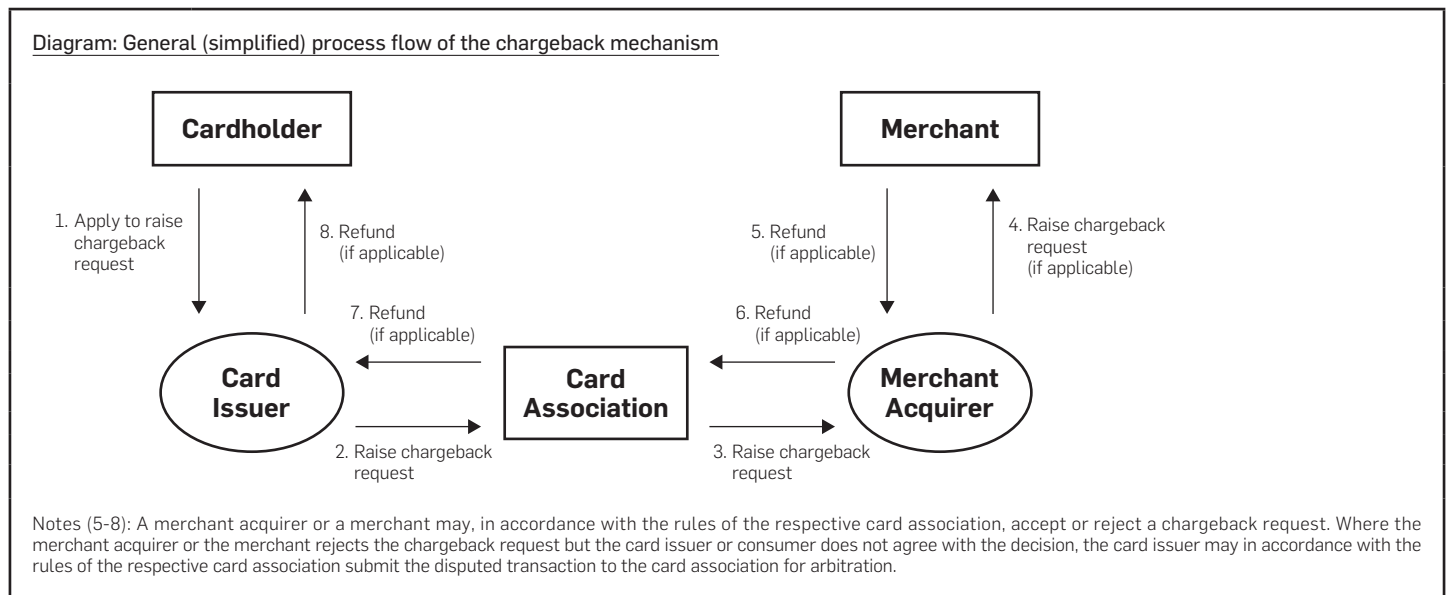 Diagram: General (simplified) process flow of the chargeback mechanism
Cardholder
Merchant
1. Apply to raise
chargeback
request
8. Refund
(if applicable)
5. Refund
(if applicable)
4. Raise chargeback
request
(if applicable)
7. Refund
(if applicable)
6. Refund
(if applicable)
Card
Issuer
Card
Association
Merchant
Acquirer
2. Raise chargeback
request
3. Raise chargeback
request
Notes (5-8): A merchant acquirer or a merchant may, in accordance with the rules of the respective card association, accept or reject a chargeback request. Where the
merchant acquirer or the merchant rejects the chargeback request but the card issuer or consumer does not agree with the decision, the card issuer may in accordance with the
rules of the respective card association submit the disputed transaction to the card association for arbitration.